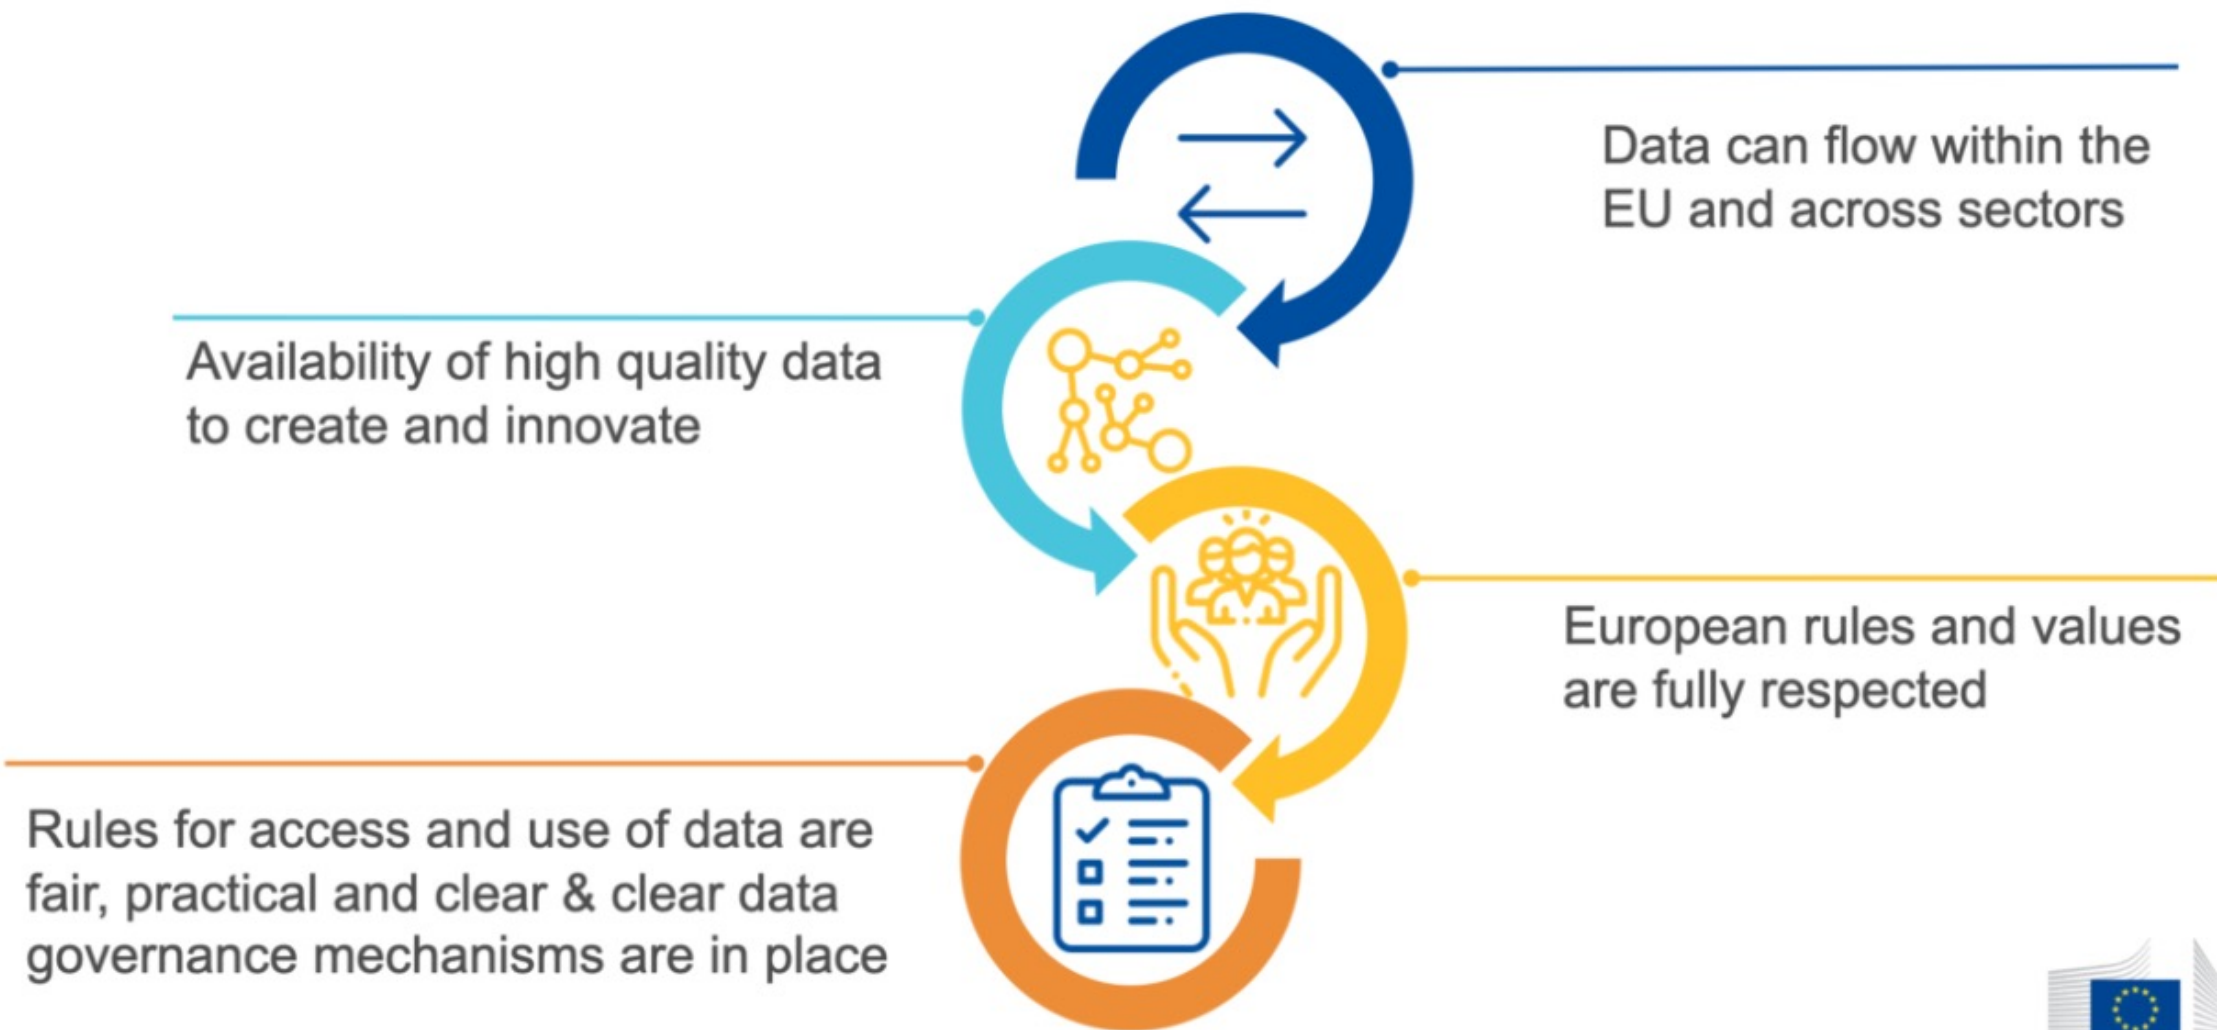 Data can flow within the
EU and across sectors
Availability of high quality data
to create and innovate
European rules and values
are fully respected
Rules for access and use of data are
fair, practical and clear & clear data
governance mechanisms are in place